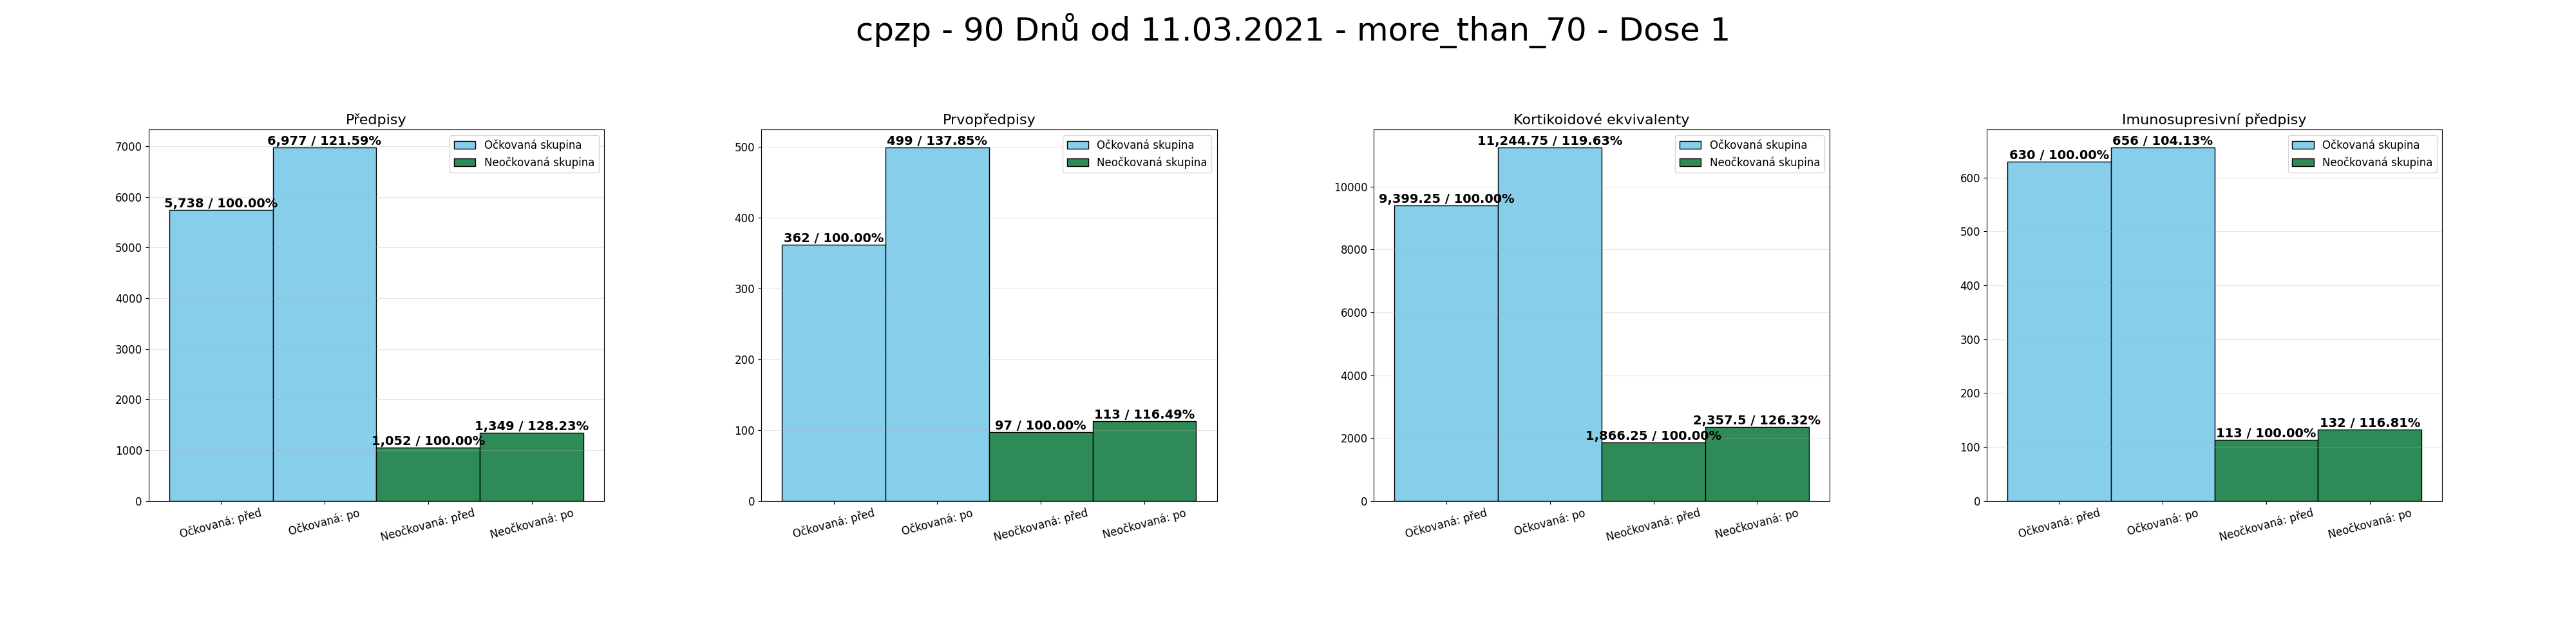 cpzp - 90 Dnů od 11.03.2021 - more_than_70 - Dose 1
Předpisy
7000
6000
5000
4000
3000
2000
1000
0
5,738 / 100.00%
6,977 / 121.59%
1,052 / 100.00%
1,349 / 128.23%
Očkovaná skupina
Neočkovaná skupina
Očkovaná: před
Očkovaná: po
Neočkovaná: před
Neočkovaná: po
Prvopředpisy
500
400
300
200
100
0
362 / 100.00%
499 / 137.85%
97 / 100.00%
113 / 116.49%
Očkovaná skupina
Neočkovaná skupina
Očkovaná: před
Očkovaná: po
Neočkovaná: před
Neočkovaná: po
Kortikoidové ekvivalenty
10000
8000
6000
4000
2000
0
9,399.25 / 100.00%
11,244.75 / 119.63%
1,866.25 / 100.00%
2,357.5 / 126.32%
Očkovaná skupina
Neočkovaná skupina
Očkovaná: před
Očkovaná: po
Neočkovaná: před
Neočkovaná: po
Imunosupresivní předpisy
600
500
400
300
200
100
0
630 / 100.00%
656 / 104.13%
113 / 100.00%
132 / 116.81%
Očkovaná skupina
Neočkovaná skupina
Očkovaná: před
Očkovaná: po
Neočkovaná: před
Neočkovaná: po